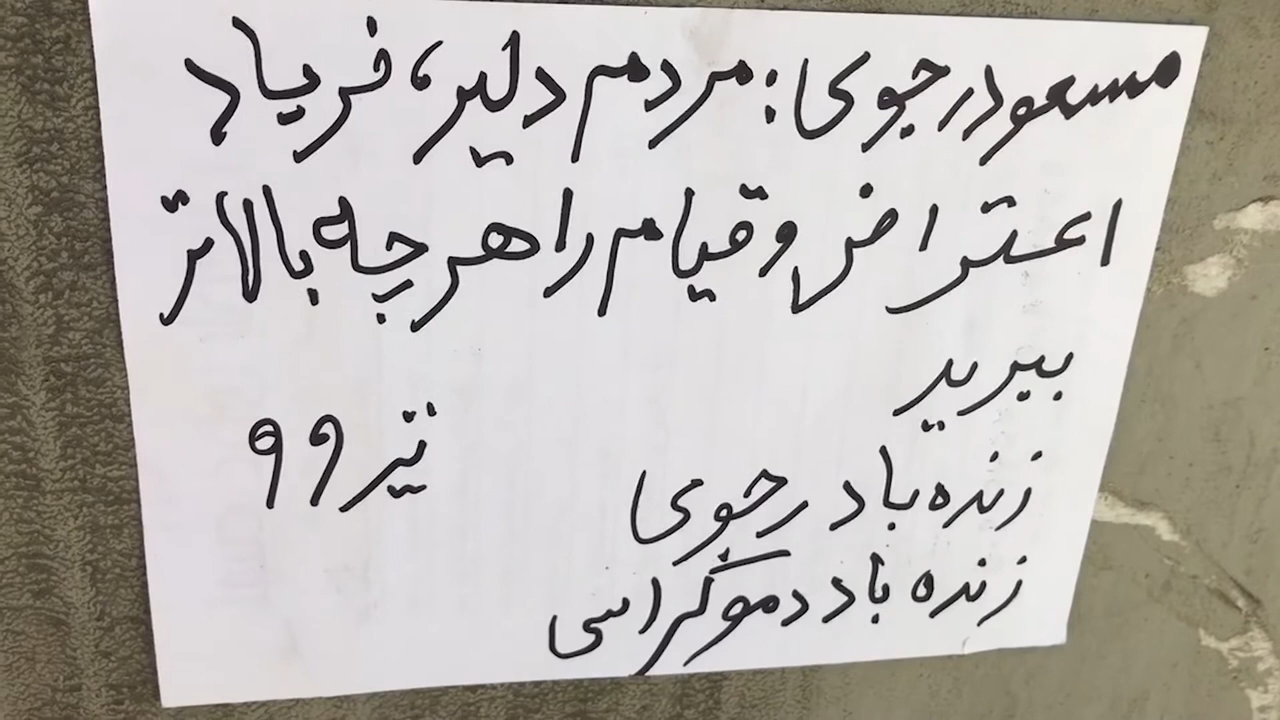 مسعود رجوی: مردم دلیر، فریاد
اعتراض و قیام را هر چه بالاتر
ببرید
تیر ۹۹
زنده باد رجوی
زنده باد دموکراسی